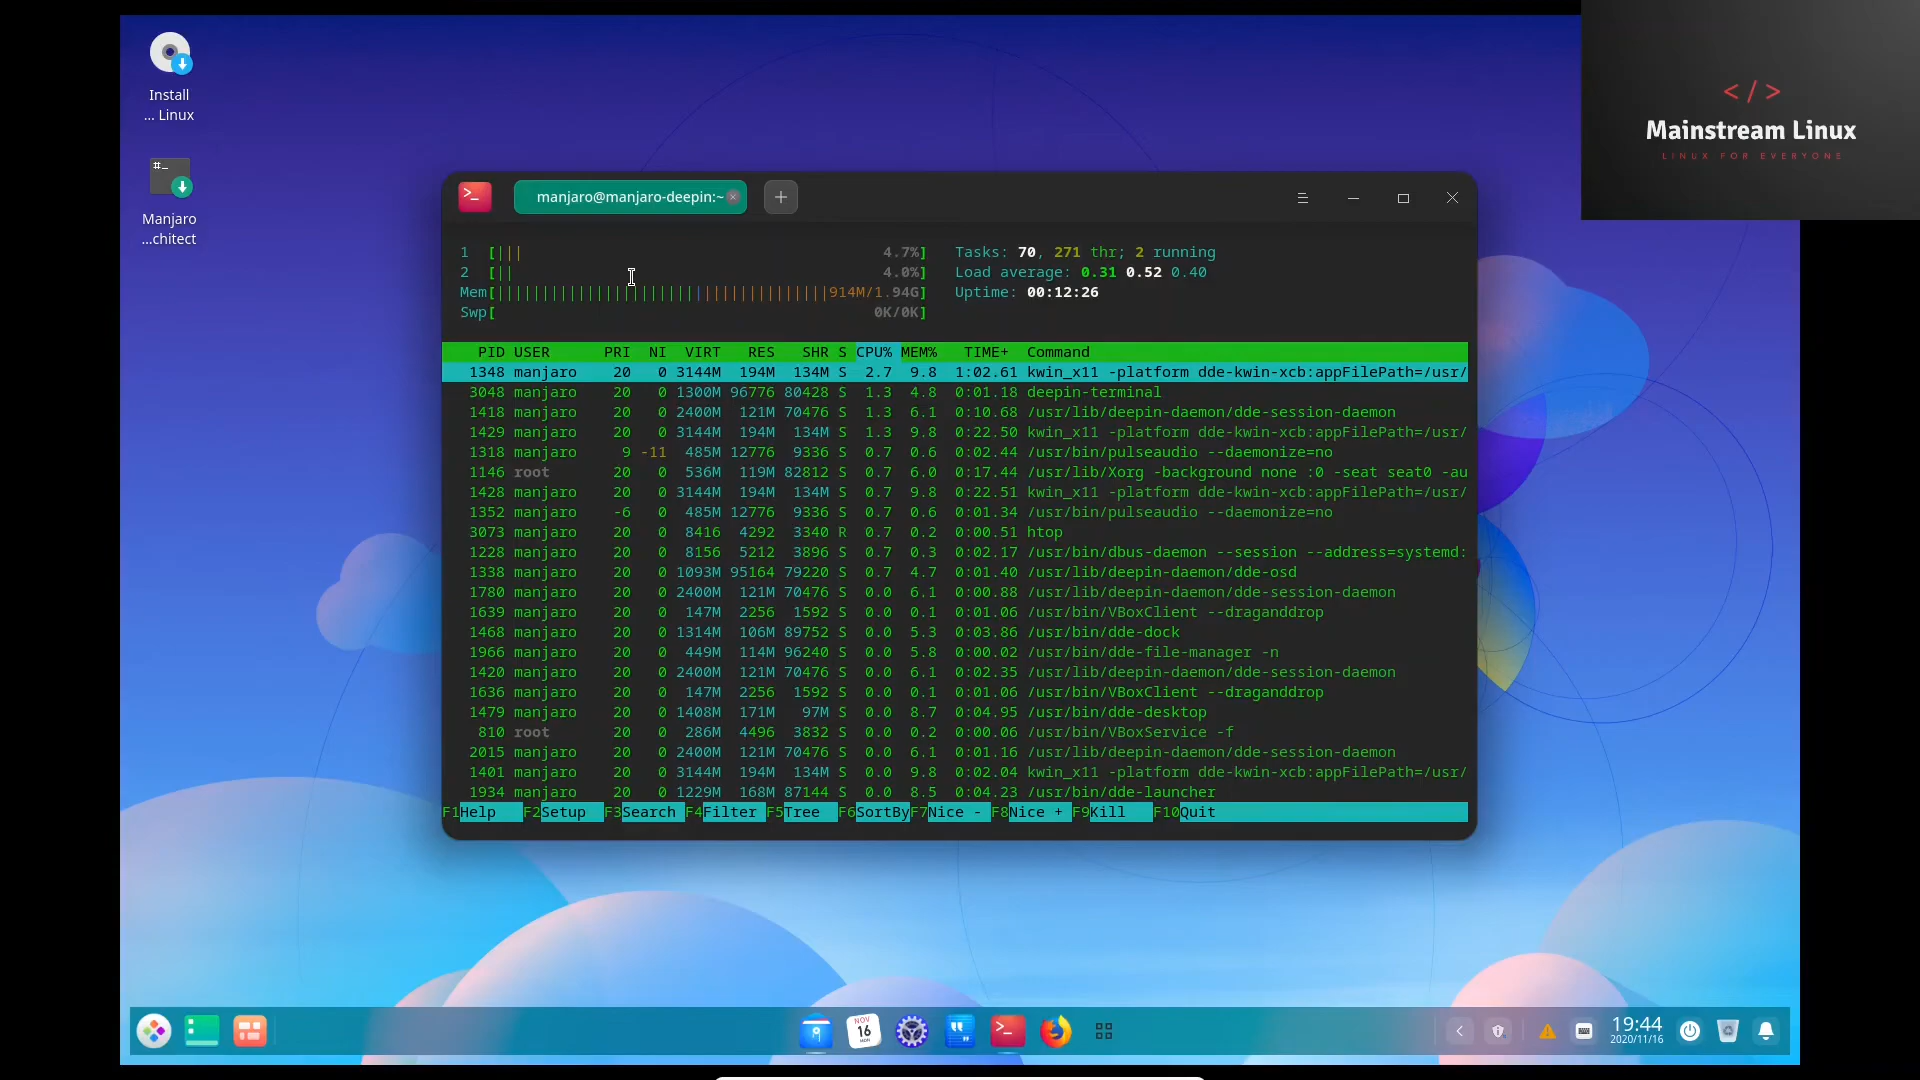 Install
... Linux
#_
Manjaro
...chitect
</>
Mainstream Linux
LINUX FOR EVERYONE
>_
manjaro@manjaro-deepin:~
1 [||| 4.7%] Tasks: 70, 271 thr; 2 running
2 [|| 4.0%] Load average: 0.31 0.52 0.40
Mem[|||||||||||||||||||||||||||||||||||||914M/1.94G] Uptime: 00:12:26
Swp[ 0K/0K]
PID USER PRI NI VIRT RES SHR S CPU% MEM% TIME+ Command
1348 manjaro 20 0 3144M 194M 134M S 2.7 9.8 1:02.61 kwin_x11 -platform dde-kwin-xcb:appFilePath=/usr/
3048 manjaro 20 0 1300M 96776 80428 S 1.3 4.8 0:01.18 deepin-terminal
1418 manjaro 20 0 2400M 121M 70476 S 1.3 6.1 0:10.68 /usr/lib/deepin-daemon/dde-session-daemon
1429 manjaro 20 0 3144M 194M 134M S 1.3 9.8 0:22.50 kwin_x11 -platform dde-kwin-xcb:appFilePath=/usr/
1318 manjaro 9 -11 485M 12776 9336 S 0.7 0.6 0:02.44 /usr/bin/pulseaudio --daemonize=no
1146 root 20 0 536M 119M 82812 S 0.7 6.0 0:17.44 /usr/lib/Xorg -background none :0 -seat seat0 -au
1428 manjaro 20 0 3144M 194M 134M S 0.7 9.8 0:22.51 kwin_x11 -platform dde-kwin-xcb:appFilePath=/usr/
1352 manjaro -6 0 485M 12776 9336 S 0.7 0.6 0:01.34 /usr/bin/pulseaudio --daemonize=no
3073 manjaro 20 0 8416 4292 3340 R 0.7 0.2 0:00.51 htop
1228 manjaro 20 0 8156 5212 3896 S 0.7 0.3 0:02.17 /usr/bin/dbus-daemon --session --address=systemd:
1338 manjaro 20 0 1093M 95164 79220 S 0.7 4.7 0:01.40 /usr/lib/deepin-daemon/dde-osd
1780 manjaro 20 0 2400M 121M 70476 S 0.0 6.1 0:00.88 /usr/lib/deepin-daemon/dde-session-daemon
1639 manjaro 20 0 147M 2256 1592 S 0.0 0.1 0:01.06 /usr/bin/VBoxClient --draganddrop
1468 manjaro 20 0 1314M 106M 89752 S 0.0 5.3 0:03.86 /usr/bin/dde-dock
1966 manjaro 20 0 449M 114M 96240 S 0.0 5.8 0:00.02 /usr/bin/dde-file-manager -n
1420 manjaro 20 0 2400M 121M 70476 S 0.0 6.1 0:02.35 /usr/lib/deepin-daemon/dde-session-daemon
1636 manjaro 20 0 147M 2256 1592 S 0.0 0.1 0:01.06 /usr/bin/VBoxClient --draganddrop
1479 manjaro 20 0 1408M 171M 97M S 0.0 8.7 0:04.95 /usr/bin/dde-desktop
810 root 20 0 286M 4496 3832 S 0.0 0.2 0:00.06 /usr/bin/VBoxService -f
2015 manjaro 20 0 2400M 121M 70476 S 0.0 6.1 0:01.16 /usr/lib/deepin-daemon/dde-session-daemon
1401 manjaro 20 0 3144M 194M 134M S 0.0 9.8 0:02.04 kwin_x11 -platform dde-kwin-xcb:appFilePath=/usr/
1934 manjaro 20 0 1229M 168M 87144 S 0.0 8.5 0:04.23 /usr/bin/dde-launcher
F1Help F2Setup F3Search F4Filter F5Tree F6SortByF7Nice - F8Nice + F9Kill F10Quit
NOV
16
MON
>_
19:44
2020/11/16